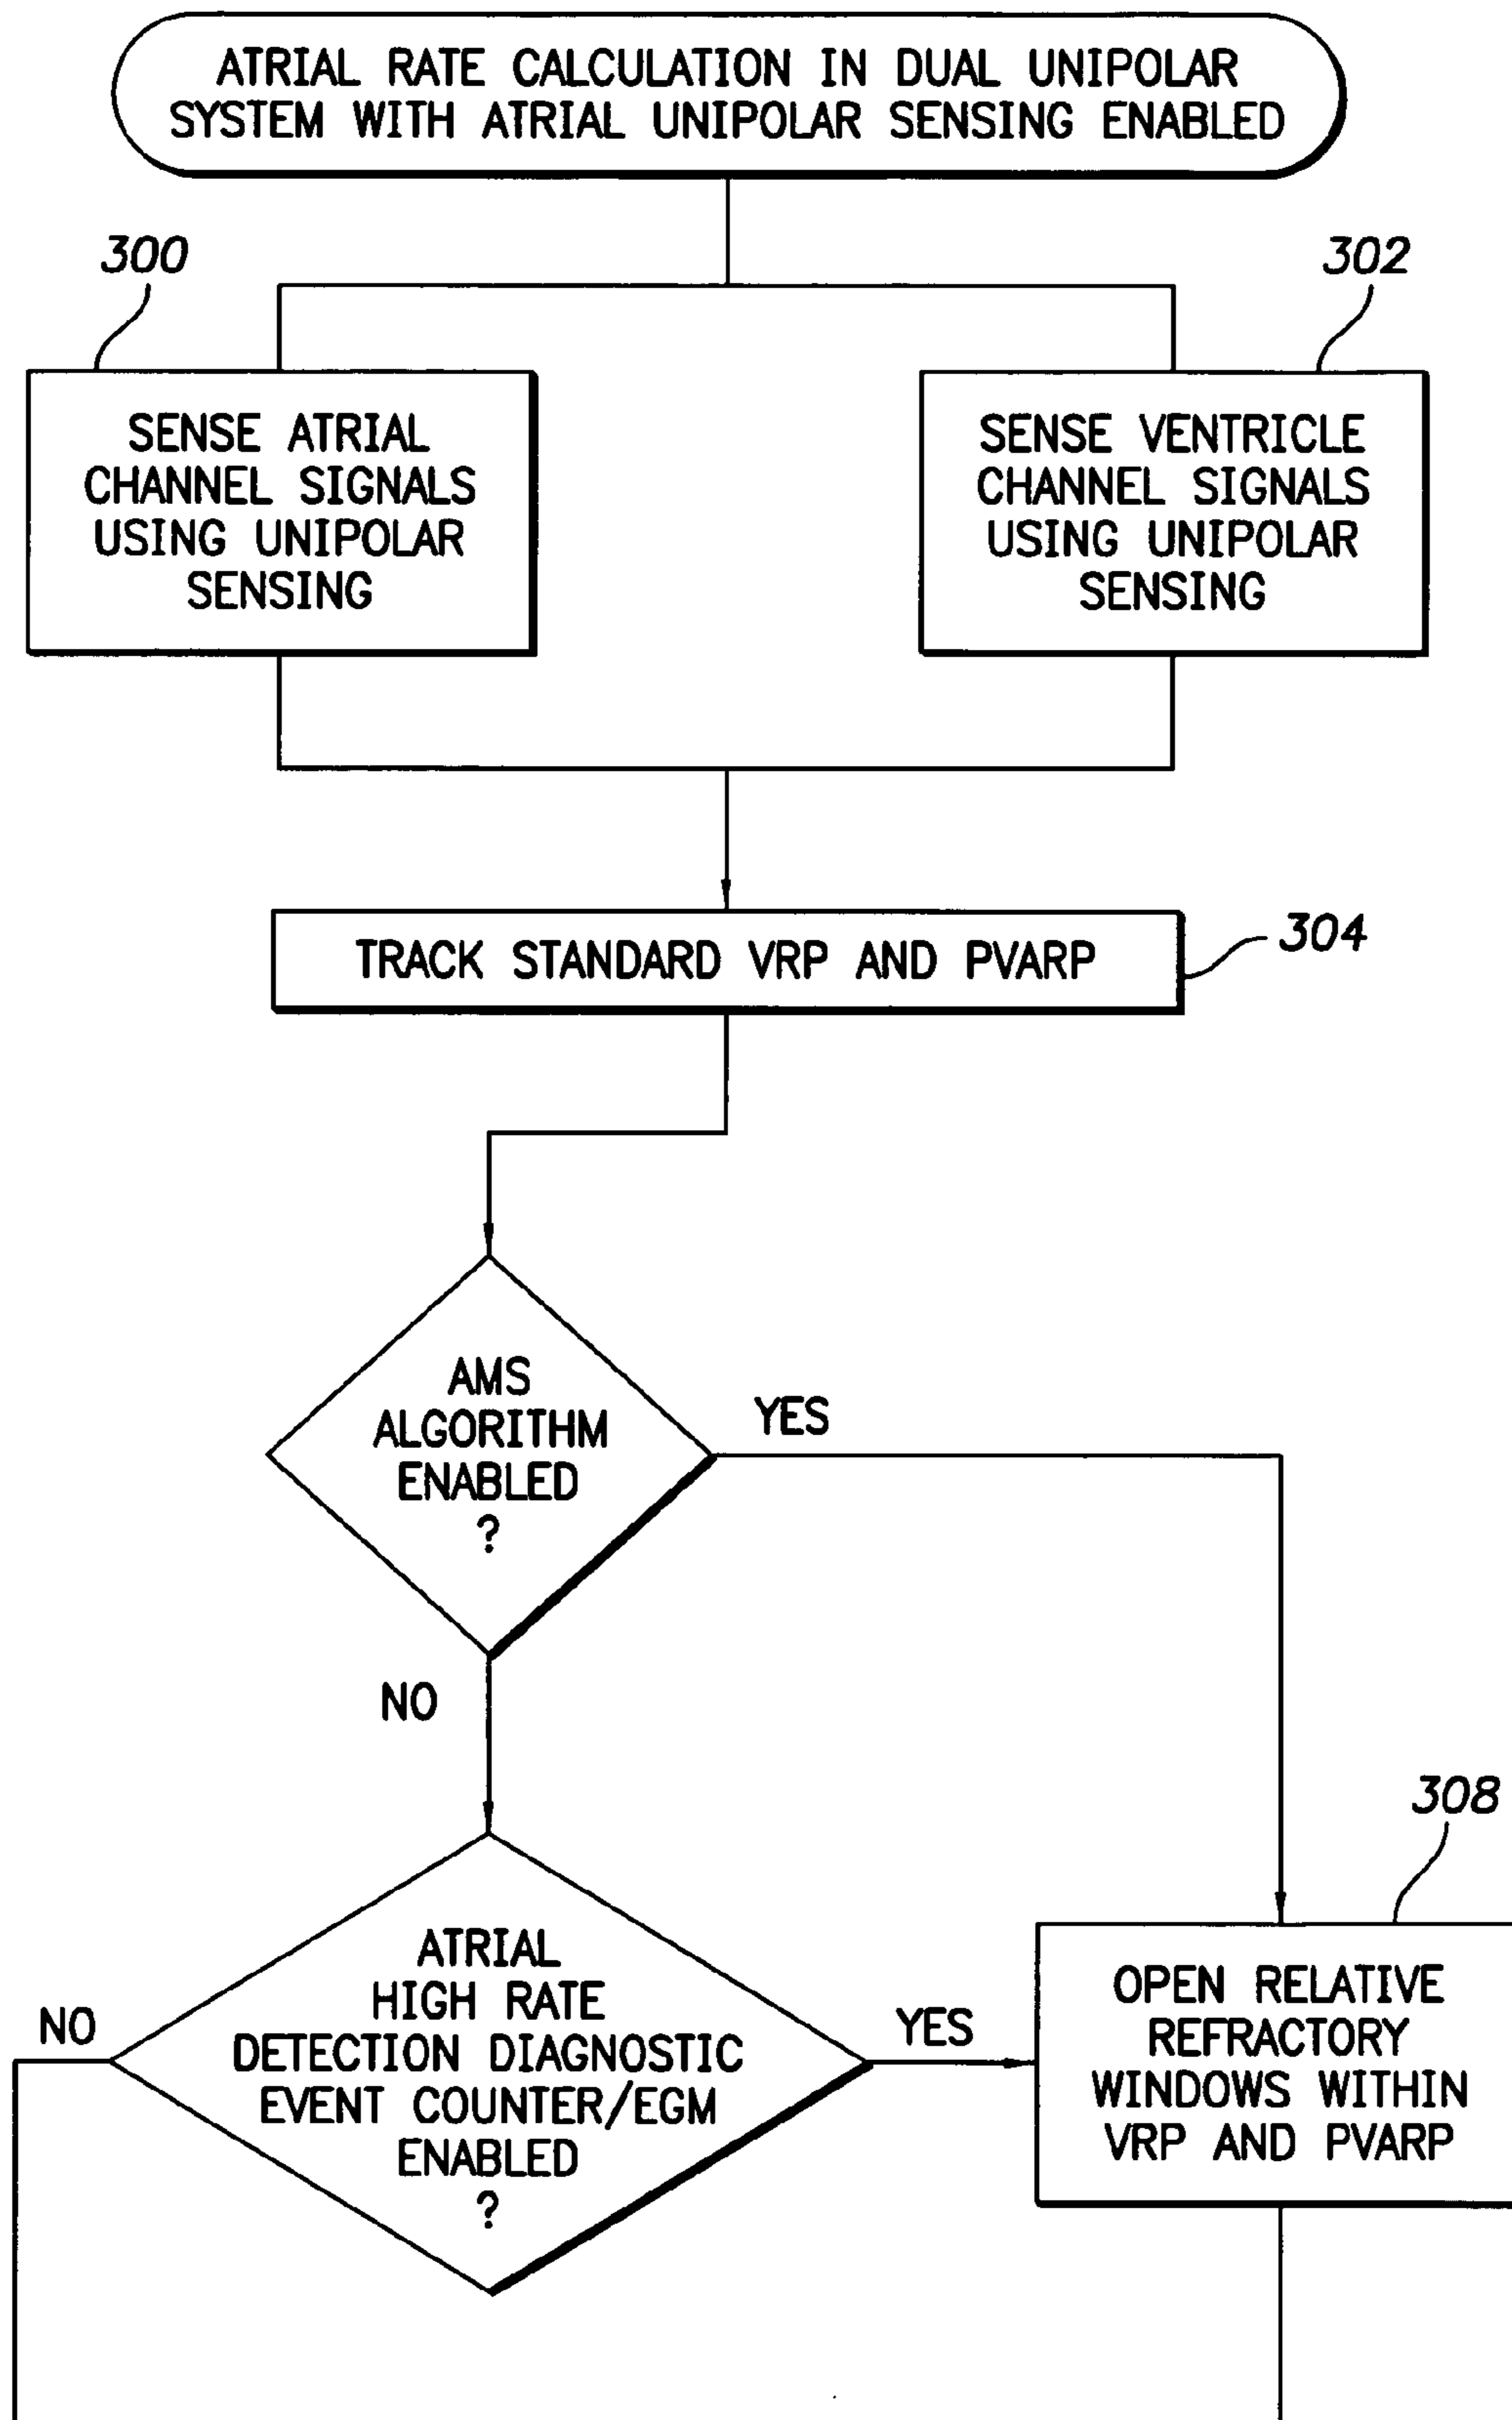 ATRIAL RATE CALCULATION IN DUAL UNIPOLAR
SYSTEM WITH ATRIAL UNIPOLAR SENSING ENABLED
300
302
SENSE ATRIAL
CHANNEL SIGNALS
USING UNIPOLAR
SENSING
SENSE VENTRICLE
CHANNEL SIGNALS
USING UNIPOLAR
SENSING
TRACK STANDARD VRP AND PVARP
304
AMS
ALGORITHM
ENABLED
?
YES
NO
308
ATRIAL
HIGH RATE
DETECTION DIAGNOSTIC
EVENT COUNTER/EGM
ENABLED
?
NO
YES
OPEN RELATIVE
REFRACTORY
WINDOWS WITHIN
VRP AND PVARP